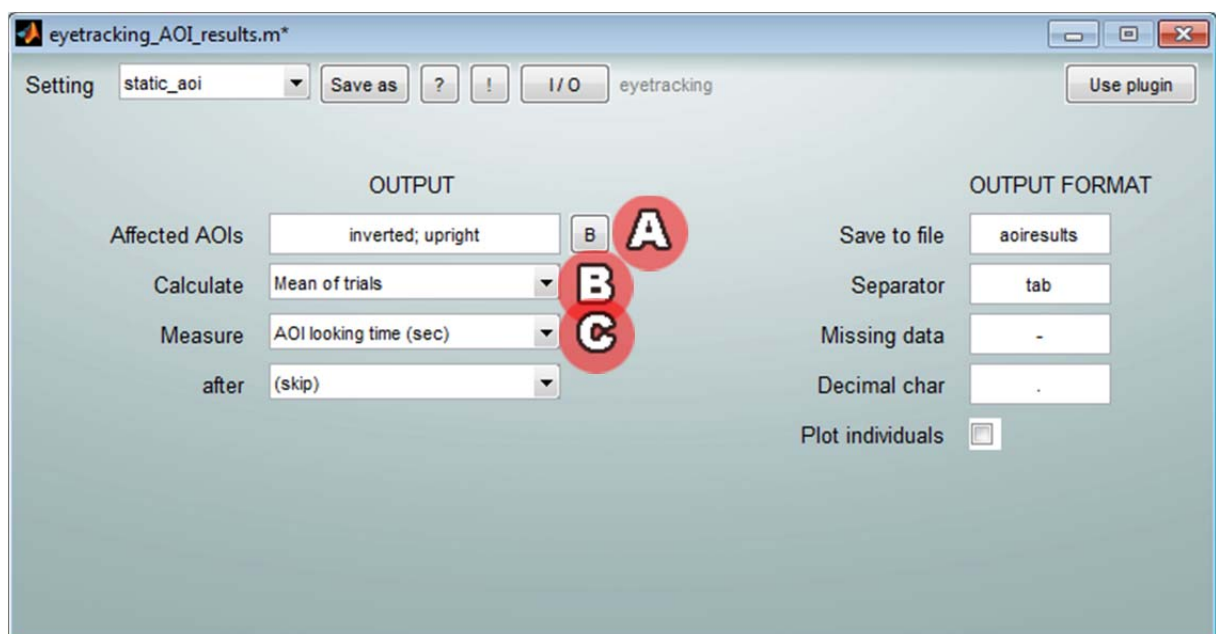 eyetracking_AOI_results.m*
Setting static_aoi Save as ? ! I / O eyetracking Use plugin
OUTPUT OUTPUT FORMAT
Affected AOIs inverted; upright B A Save to file aoiresults
Calculate Mean of trials B Separator tab
Measure AOI looking time (sec) C Missing data -
after (skip) Decimal char .
Plot individuals